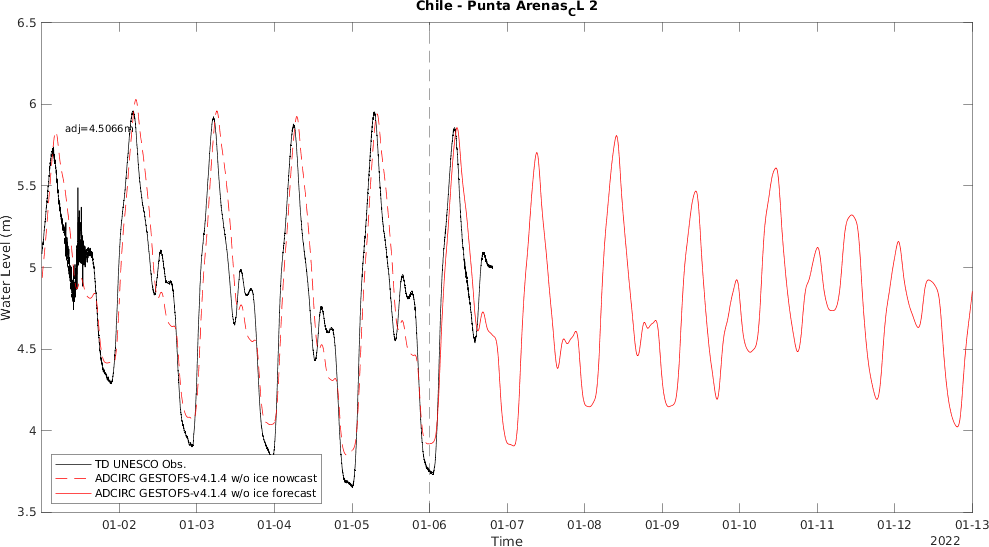 Chile - Punta Arenas_C L 2
6.5
6
5.5
5
4.5
4
3.5
Water Level (m)
adj=4.5066m
TD UNESCO Obs.
ADCIRC GESTOFS-v4.1.4 w/o ice nowcast
ADCIRC GESTOFS-v4.1.4 w/o ice forecast
01-02 01-03 01-04 01-05 01-06 01-07 01-08 01-09 01-10 01-11 01-12 01-13
Time
2022